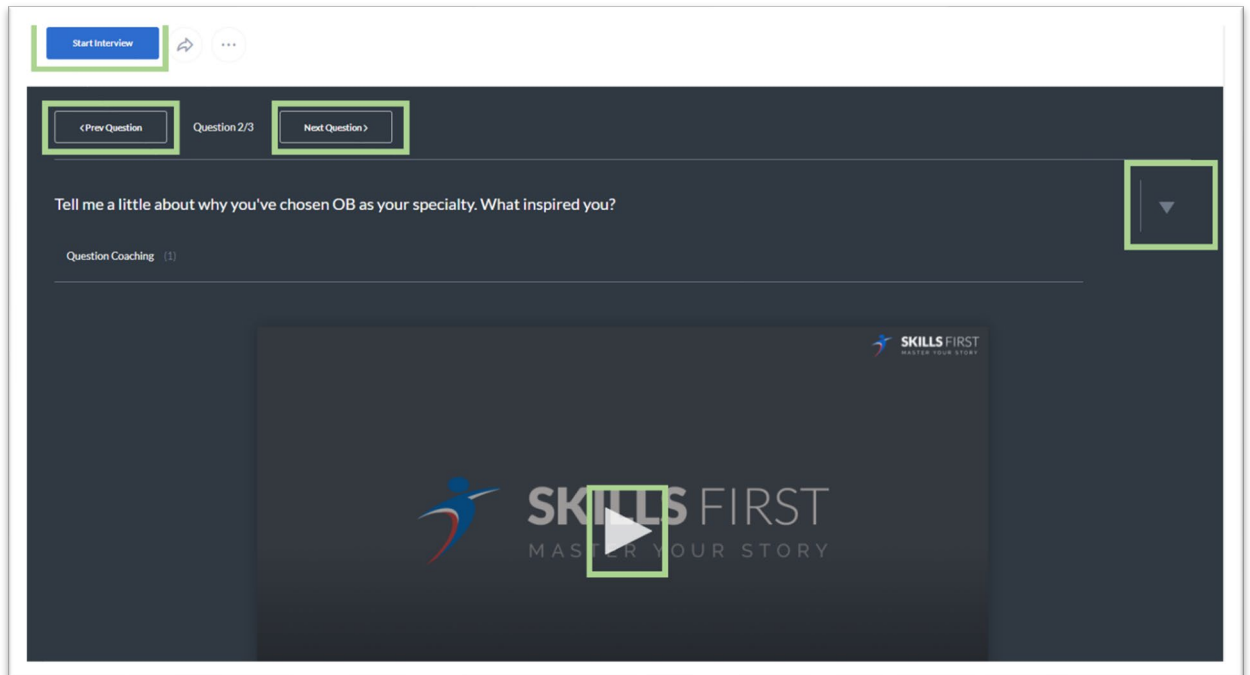 Start Interview
< Prev Question
Question 2/3
Next Question >
Tell me a little about why you've chosen OB as your specialty. What inspired you?
Question Coaching (1)
SKILLS FIRST
MASTER YOUR STORY
SKILLS FIRST
MASTER YOUR STORY